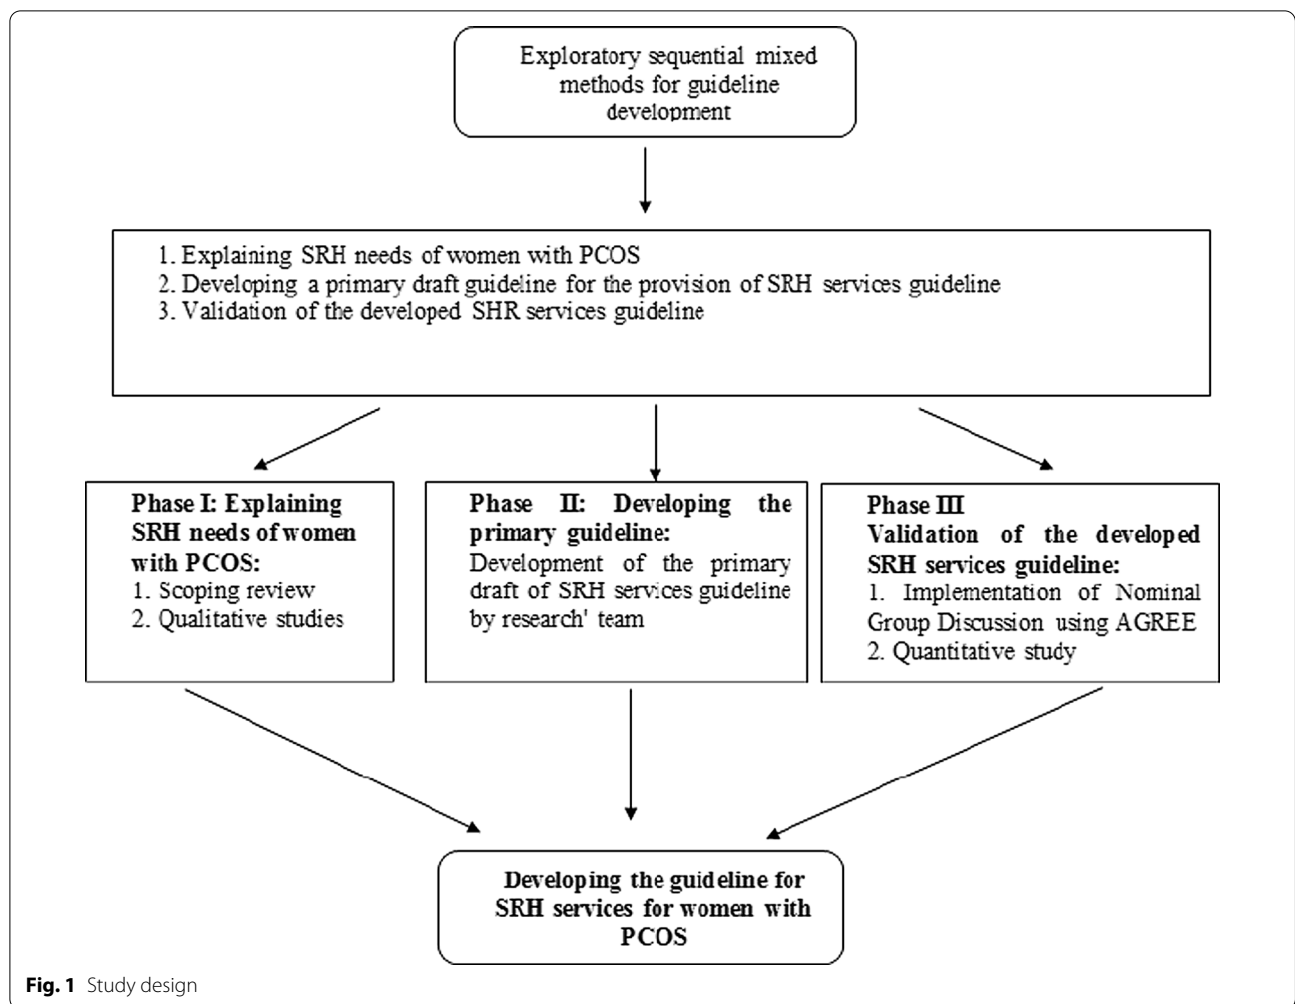 Exploratory sequential mixed
methods for guideline
development
1. Explaining SRH needs of women with PCOS
2. Developing a primary draft guideline for the provision of SRH services guideline
3. Validation of the developed SHR services guideline
Phase I: Explaining
SRH needs of women
with PCOS:
1. Scoping review
2. Qualitative studies
Phase II: Developing the
primary guideline:
Development of the primary
draft of SRH services guideline
by research' team
Phase III
Validation of the developed
SRH services guideline:
1. Implementation of Nominal
Group Discussion using AGREE
2. Quantitative study
Developing the guideline for
SRH services for women with
PCOS
Fig. 1 Study design